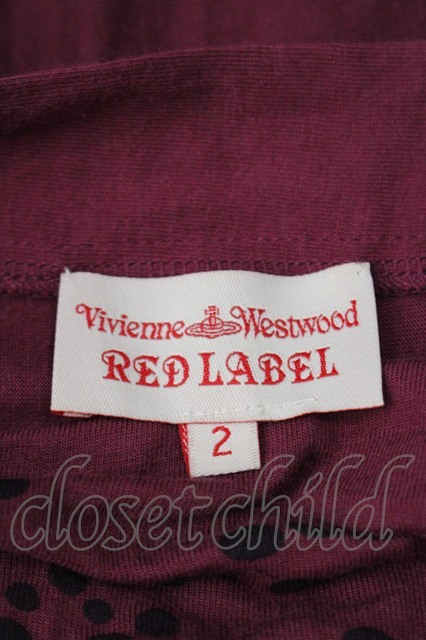 Vivienne Westwood
RED LABEL
2
closet child